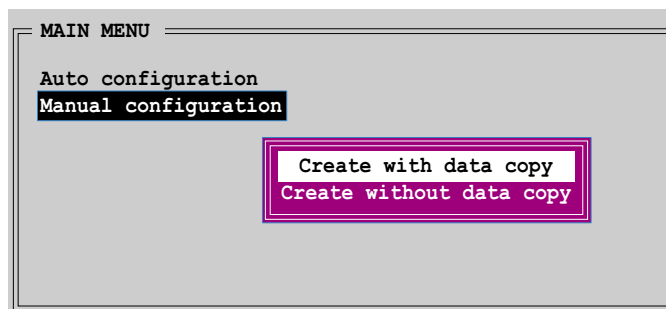 MAIN MENU
Auto configuration
Manual configuration
Create with data copy
Create without data copy